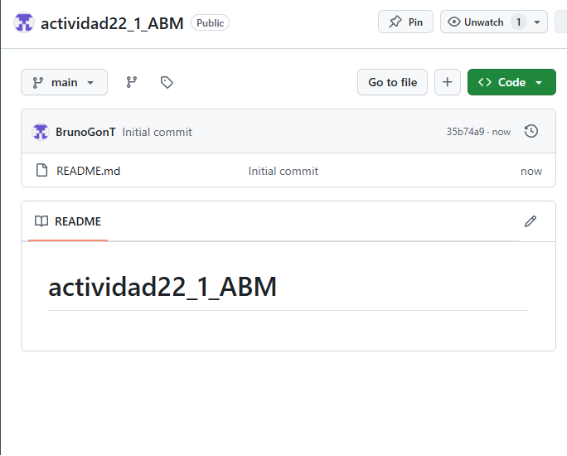 actividad22_1_ABM Public Pin Unwatch 1
main Go to file Code
BrunoGonT Initial commit 35b74a9 · now
README.md Initial commit now
README
actividad22_1_ABM